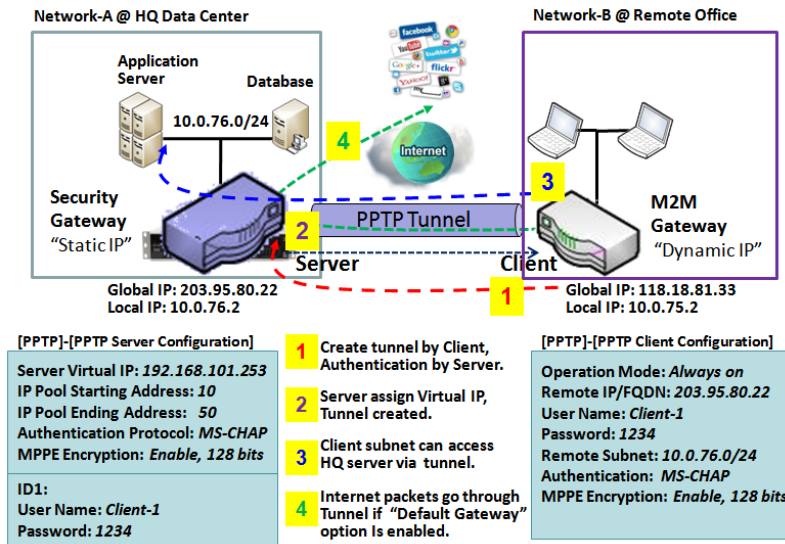 Network-A @ HQ Data Center
Network-B @ Remote Office
Application
Server
Database
10.0.76.0/24
facebook
You Tube
twitter
Google+
flickr
YAHOO!
my
Internet
4
3
Security
Gateway
"Static IP"
2
PPTP Tunnel
M2M
Gateway
"Dynamic IP"
Server
Client
1
Global IP: 203.95.80.22
Local IP: 10.0.76.2
Global IP: 118.18.81.33
Local IP: 10.0.75.2
[PPTP]-[PPTP Server Configuration]
Server Virtual IP: 192.168.101.253
IP Pool Starting Address: 10
IP Pool Ending Address: 50
Authentication Protocol: MS-CHAP
MPPE Encryption: Enable, 128 bits
ID1:
User Name: Client-1
Password: 1234
1 Create tunnel by Client,
Authentication by Server.
2 Server assign Virtual IP,
Tunnel created.
3 Client subnet can access
HQ server via tunnel.
4 Internet packets go through
Tunnel if "Default Gateway"
option Is enabled.
[PPTP]-[PPTP Client Configuration]
Operation Mode: Always on
Remote IP/FQDN: 203.95.80.22
User Name: Client-1
Password: 1234
Remote Subnet: 10.0.76.0/24
Authentication: MS-CHAP
MPPE Encryption: Enable, 128 bits